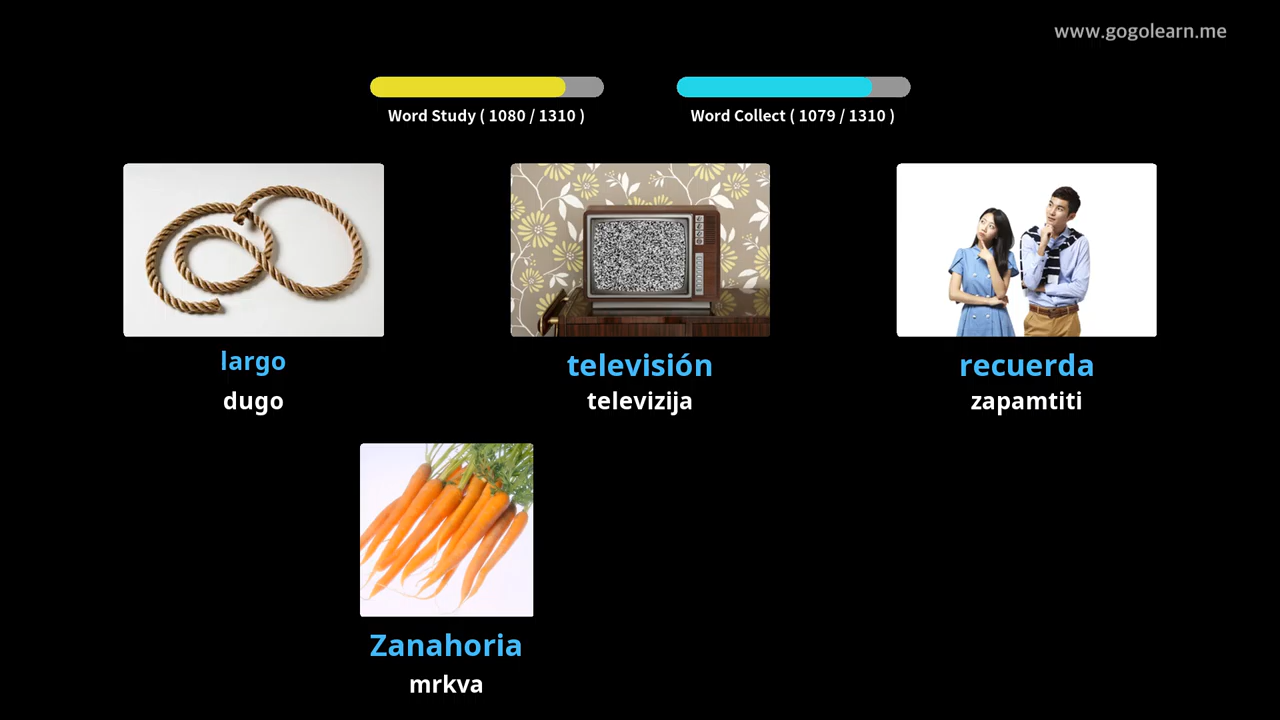 www.gogolearn.me
Word Study ( 1080 / 1310 )
Word Collect ( 1079 / 1310 )
largo
dugo
televisión
televizija
recuerda
zapamtiti
Zanahoria
mrkva